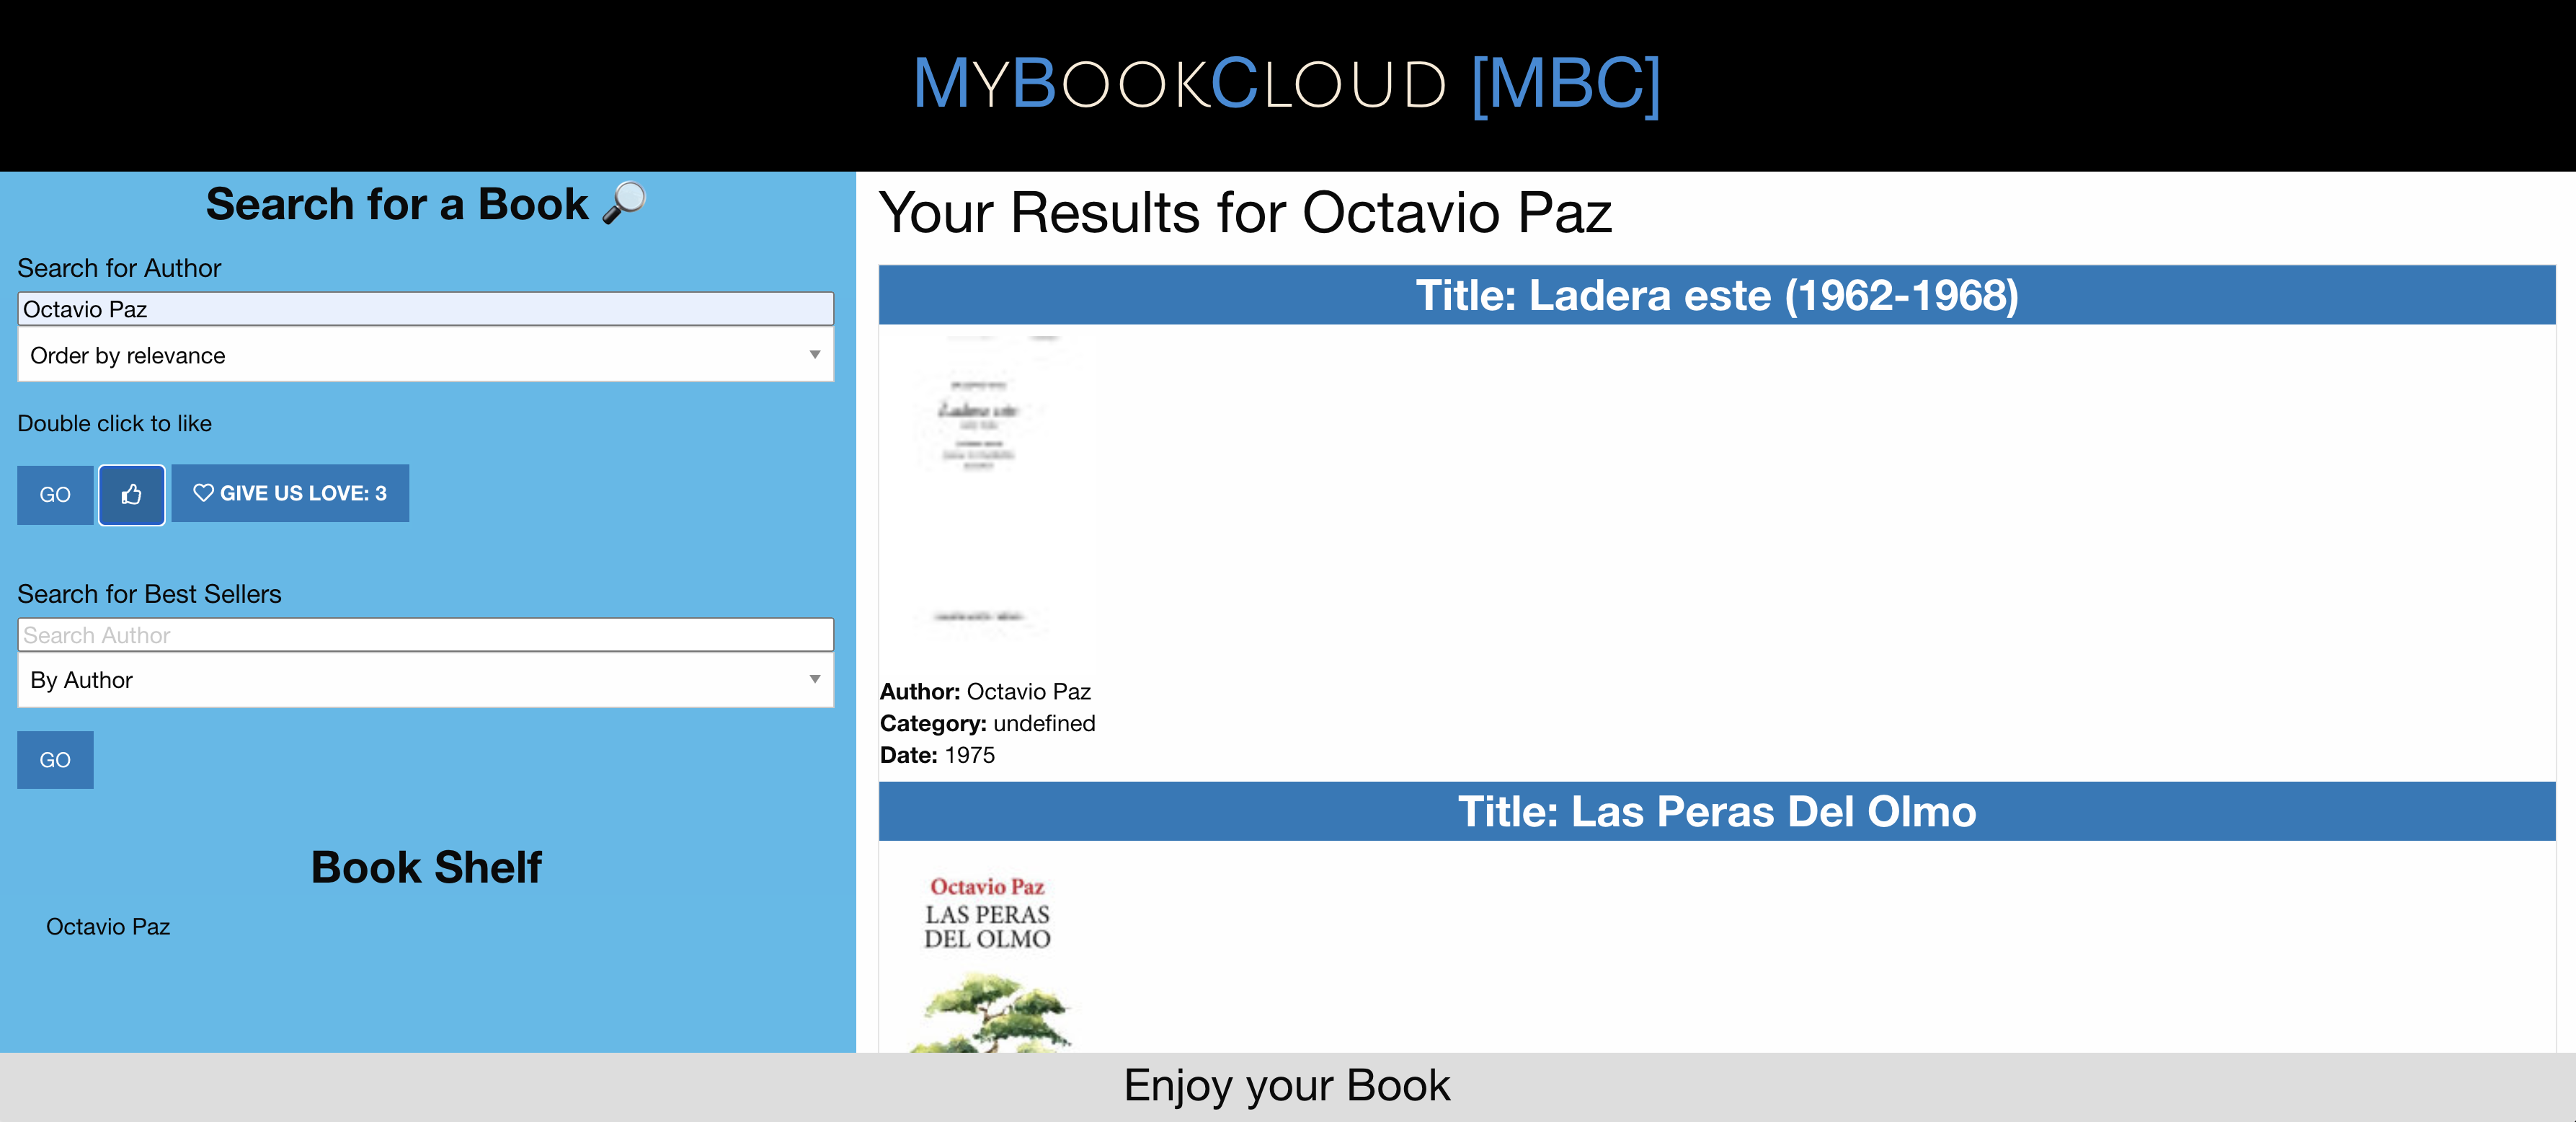 MYBOOKCLOUD [MBC]
Search for a Book
Search for Author
Octavio Paz
Order by relevance
Double click to like
GO
GIVE US LOVE: 3
Search for Best Sellers
Search Author
By Author
GO
Book Shelf
Octavio Paz
Your Results for Octavio Paz
Title: Ladera este (1962-1968)
Ladera este
Author: Octavio Paz
Category: undefined
Date: 1975
Title: Las Peras Del Olmo
Octavio Paz
LAS PERAS
DEL OLMO
Enjoy your Book